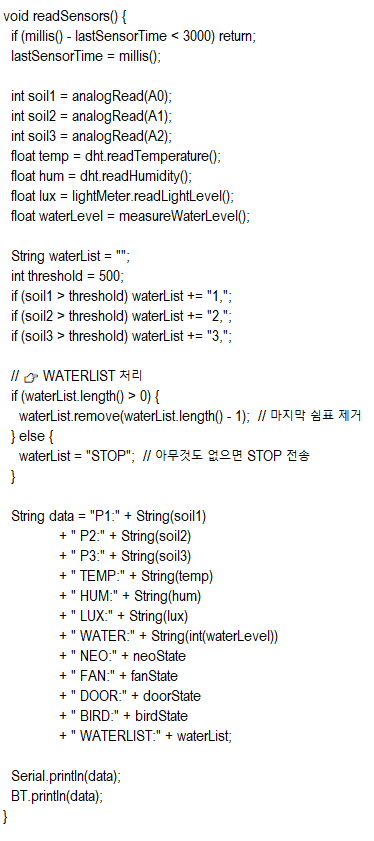 void readSensors() {
  if (millis() - lastSensorTime < 3000) return;
  lastSensorTime = millis();

  int soil1 = analogRead(A0);
  int soil2 = analogRead(A1);
  int soil3 = analogRead(A2);
  float temp = dht.readTemperature();
  float hum = dht.readHumidity();
  float lux = lightMeter.readLightLevel();
  float waterLevel = measureWaterLevel();

  String waterList = "";
  int threshold = 500;
  if (soil1 > threshold) waterList += "1,";
  if (soil2 > threshold) waterList += "2,";
  if (soil3 > threshold) waterList += "3,";

  // 👉 WATERLIST 처리
  if (waterList.length() > 0) {
    waterList.remove(waterList.length() - 1);  // 마지막 쉼표 제거
  } else {
    waterList = "STOP";  // 아무것도 없으면 STOP 전송
  }

  String data = "P1:" + String(soil1)
              + " P2:" + String(soil2)
              + " P3:" + String(soil3)
              + " TEMP:" + String(temp)
              + " HUM:" + String(hum)
              + " LUX:" + String(lux)
              + " WATER:" + String(int(waterLevel))
              + " NEO:" + neoState
              + " FAN:" + fanState
              + " DOOR:" + doorState
              + " BIRD:" + birdState
              + " WATERLIST:" + waterList;

  Serial.println(data);
  BT.println(data);
}